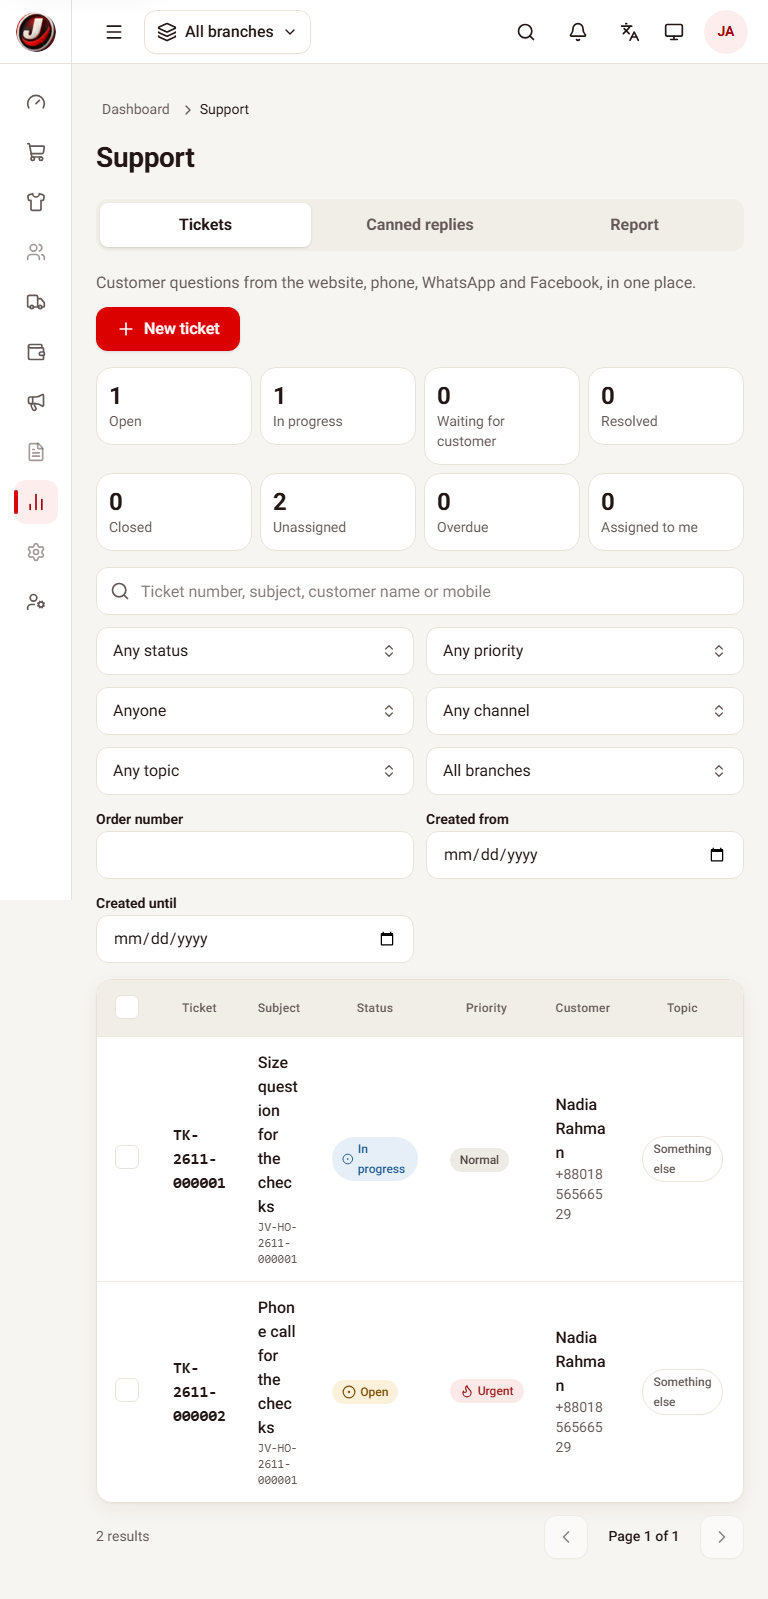 J
All branches
JA
Dashboard
Support
Support
Tickets
Canned replies
Report
Customer questions from the website, phone, WhatsApp and Facebook, in one place.
New ticket
1
Open
1
In progress
0
Waiting for
customer
0
Resolved
0
Closed
2
Unassigned
0
Overdue
0
Assigned to me
Ticket number, subject, customer name or mobile
Any status
Any priority
Anyone
Any channel
Any topic
All branches
Order number
Created from
mm/dd/yyyy
Created until
mm/dd/yyyy
Ticket
Subject
Status
Priority
Customer
Topic
TK-
2611-
000001
Size
quest
ion
for
the
chec
ks
JV-HO-
2611-
000001
In
progress
Normal
Nadia
Rahma
n
+88018
565665
29
Something
else
TK-
2611-
000002
Phon
e call
for
the
chec
ks
JV-HO-
2611-
000001
Open
Urgent
Nadia
Rahma
n
+88018
565665
29
Something
else
2 results
Page 1 of 1